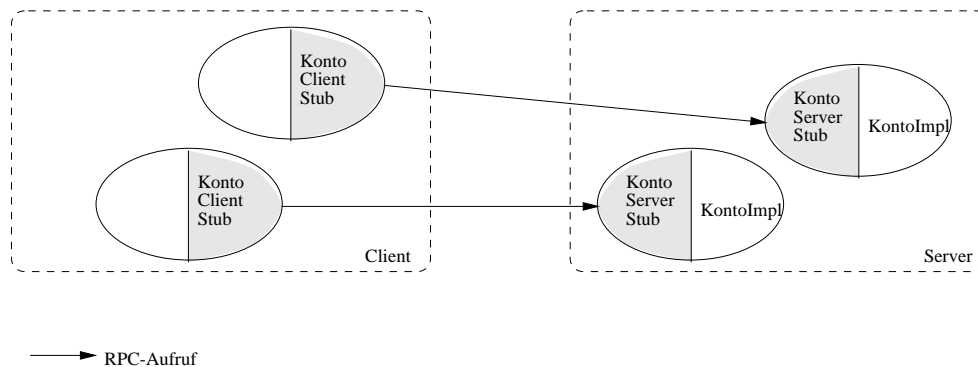 Konto
Client
Stub
Konto
Server
Stub
KontoImpl
Konto
Client
Stub
Konto
Server
Stub
KontoImpl
Client
Server
RPC-Aufruf